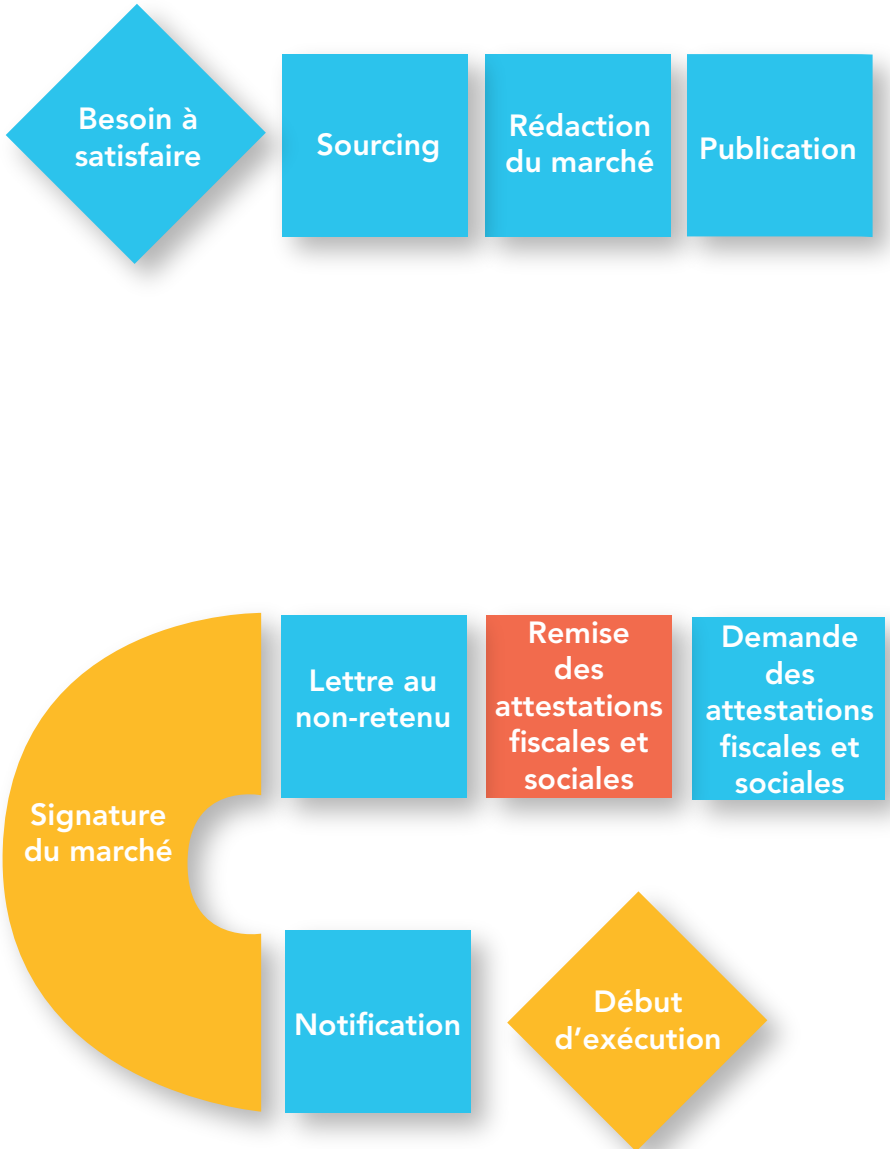 Besoin à
satisfaire
Sourcing
Rédaction
du marché
Publication
Lettre au
non-retenu
Remise
des
attestations
fiscales et
sociales
Demande
des
attestations
fiscales et
sociales
Signature
du marché
Notification
Début
d’exécution